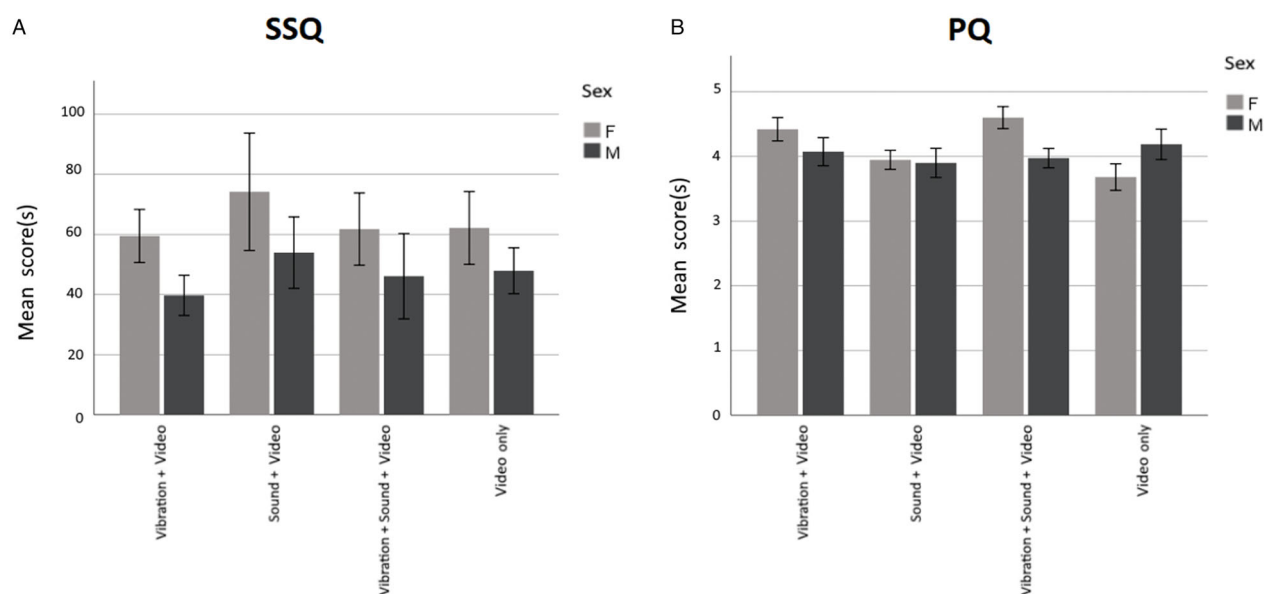 A
SSQ
Mean score(s)
100
80
60
40
20
0
Vibration + Video
Sound + Video
Vibration + Sound + Video
Video only
Sex
F
M
B
PQ
Mean score(s)
5
4
3
2
1
0
Vibration + Video
Sound + Video
Vibration + Sound + Video
Video only
Sex
F
M